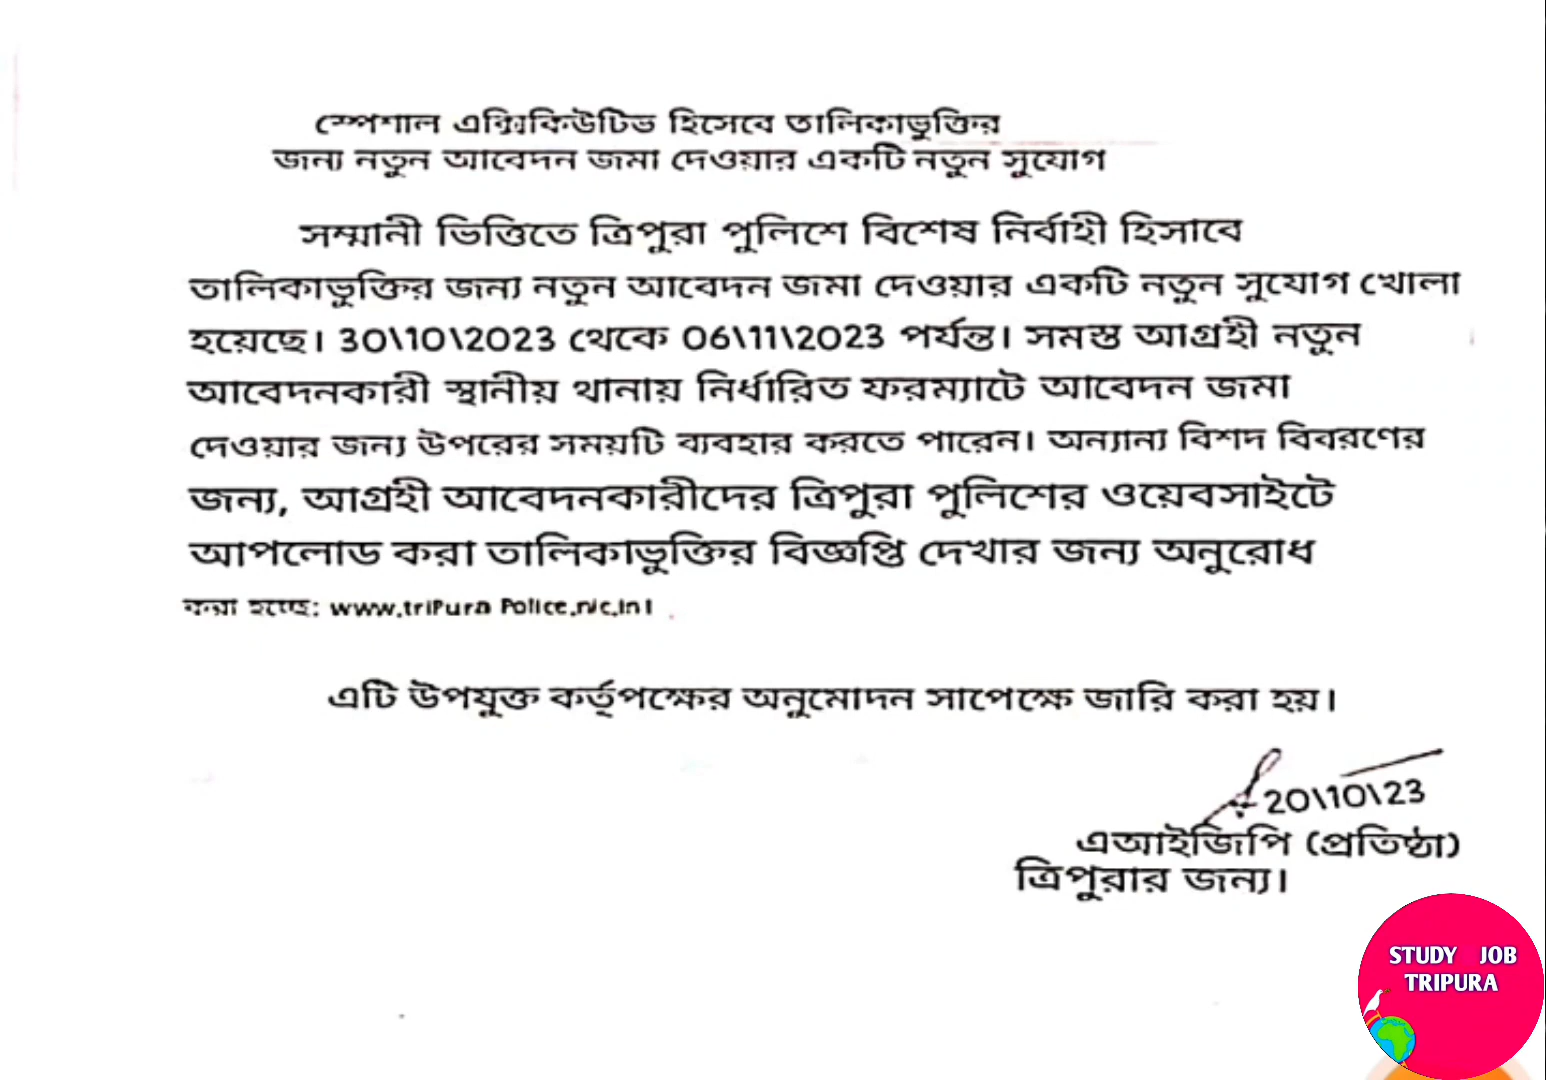 স্পেশাল এক্সিকিউটিভ হিসেবে তালিকাভুক্তির
জন্য নতুন আবেদন জমা দেওয়ার একটি নতুন সুযোগ
সম্মানী ভিত্তিতে ত্রিপুরা পুলিশে বিশেষ নির্বাহী হিসাবে
তালিকাভুক্তির জন্য নতুন আবেদন জমা দেওয়ার একটি নতুন সুযোগ খোলা
হয়েছে। 30\10\2023 থেকে 06\11\2023 পর্যন্ত। সমস্ত আগ্রহী নতুন
আবেদনকারী স্থানীয় থানায় নির্ধারিত ফরম্যাটে আবেদন জমা
দেওয়ার জন্য উপরের সময়টি ব্যবহার করতে পারেন। অন্যান্য বিশদ বিবরণের
জন্য, আগ্রহী আবেদনকারীদের ত্রিপুরা পুলিশের ওয়েবসাইটে
আপলোড করা তালিকাভুক্তির বিজ্ঞপ্তি দেখার জন্য অনুরোধ
করা হচ্ছে: www.triPura Police.nic.in।
এটি উপযুক্ত কর্তৃপক্ষের অনুমোদন সাপেক্ষে জারি করা হয়।
20\10\23
এআইজিপি (প্রতিষ্ঠা)
ত্রিপুরার জন্য।
STUDY JOB
TRIPURA